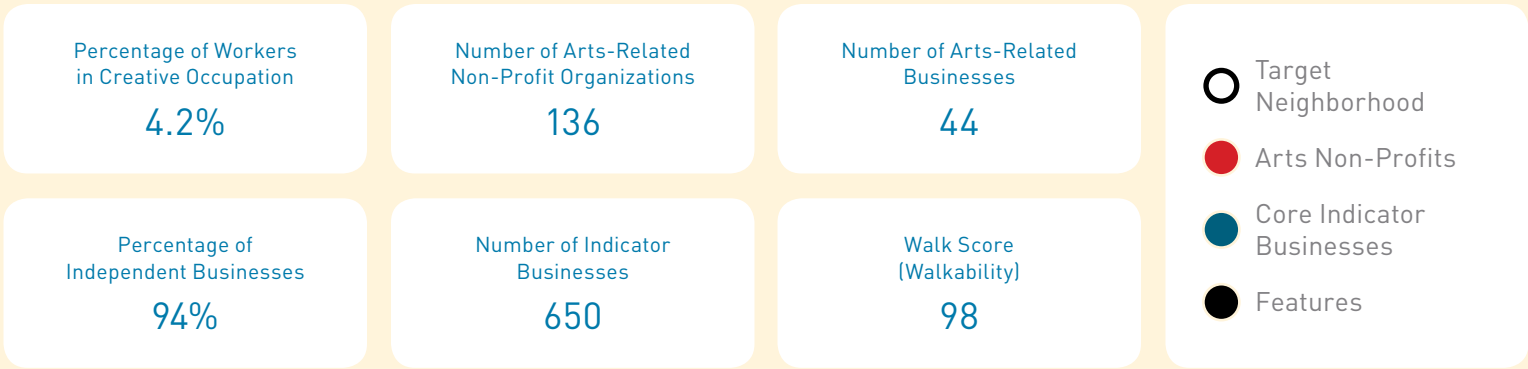 Percentage of Workers
in Creative Occupation
4.2%
Number of Arts-Related
Non-Profit Organizations
136
Number of Arts-Related
Businesses
44
Percentage of
Independent Businesses
94%
Number of Indicator
Businesses
650
Walk Score
(Walkability)
98
Target
Neighborhood
Arts Non-Profits
Core Indicator
Businesses
Features